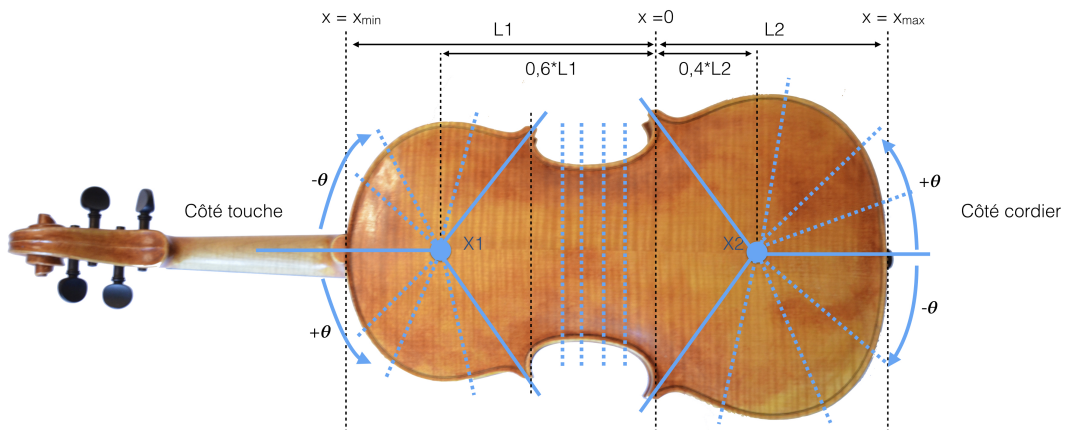 x = xmin
x =0
x = xmax
L1
L2
0,6*L1
0,4*L2
-θ
+θ
Côté touche
X1
X2
Côté cordier
+θ
-θ